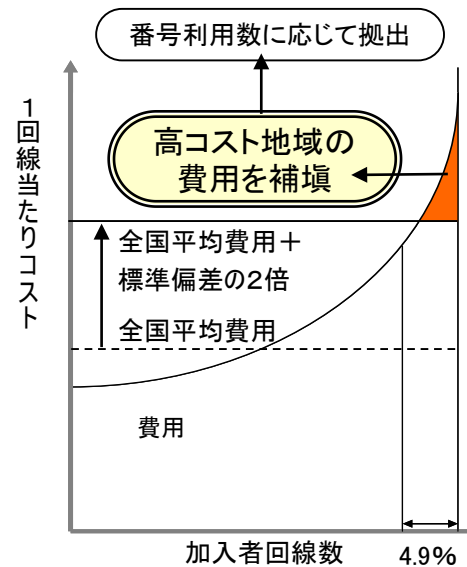 番号利用数に応じて拠出
高コスト地域の
費用を補塡
1回線当たりコスト
全国平均費用＋
標準偏差の2倍
全国平均費用
費用
加入者回線数
4.9%